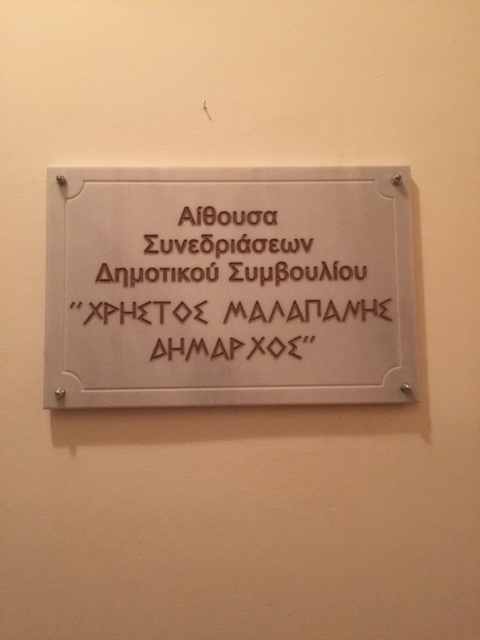 Αίθουσα
Συνεδριάσεων
Δημοτικού Συμβουλίου
"ΧΡΗΣΤΟΣ ΜΑΛΑΠΑΝΗΣ
ΔΗΜΑΡΧΟΣ"